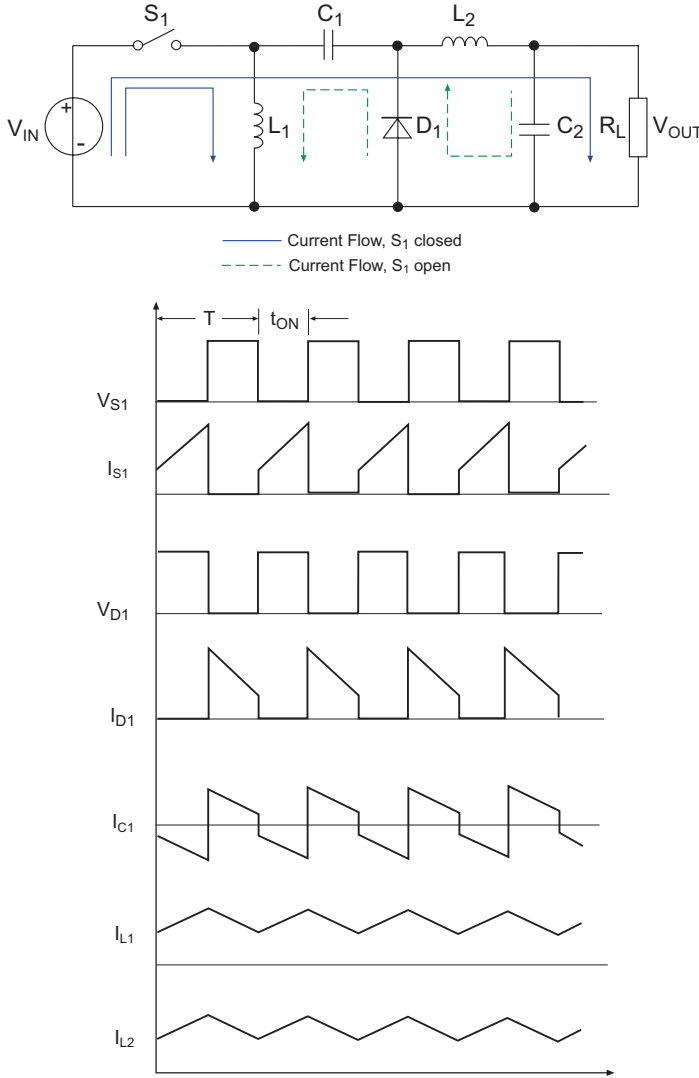 S1
C1
L2
+
-
VIN
L1
D1
C2
RL
VOUT
Current Flow, S1 closed
Current Flow, S1 open
T
tON
VS1
IS1
VD1
ID1
IC1
IL1
IL2